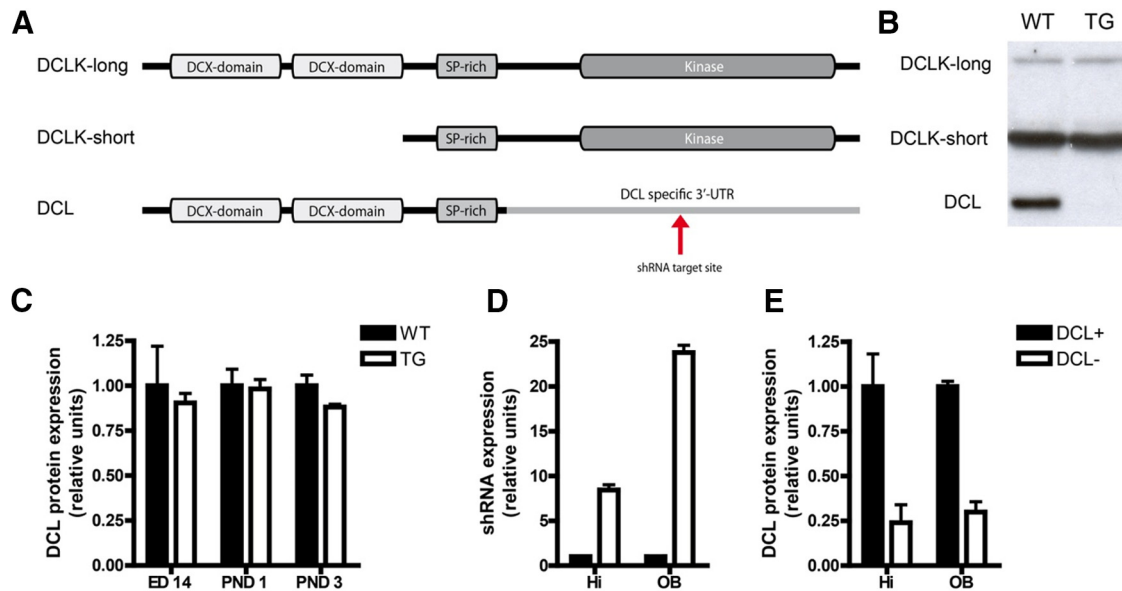 A
DCLK-long
DCX-domain
DCX-domain
SP-rich
Kinase
DCLK-short
SP-rich
Kinase
DCL
DCX-domain
DCX-domain
SP-rich
DCL specific 3'-UTR
shRNA target site
B
WT TG
DCLK-long
DCLK-short
DCL
C
WT
TG
DCL protein expression
(relative units)
1.25
1.00
0.75
0.50
0.25
0.00
ED 14
PND 1
PND 3
D
shRNA expression
(relative units)
25
20
15
10
5
0
Hi
OB
E
DCL+
DCL-
DCL protein expression
(relative units)
1.25
1.00
0.75
0.50
0.25
0.00
Hi
OB